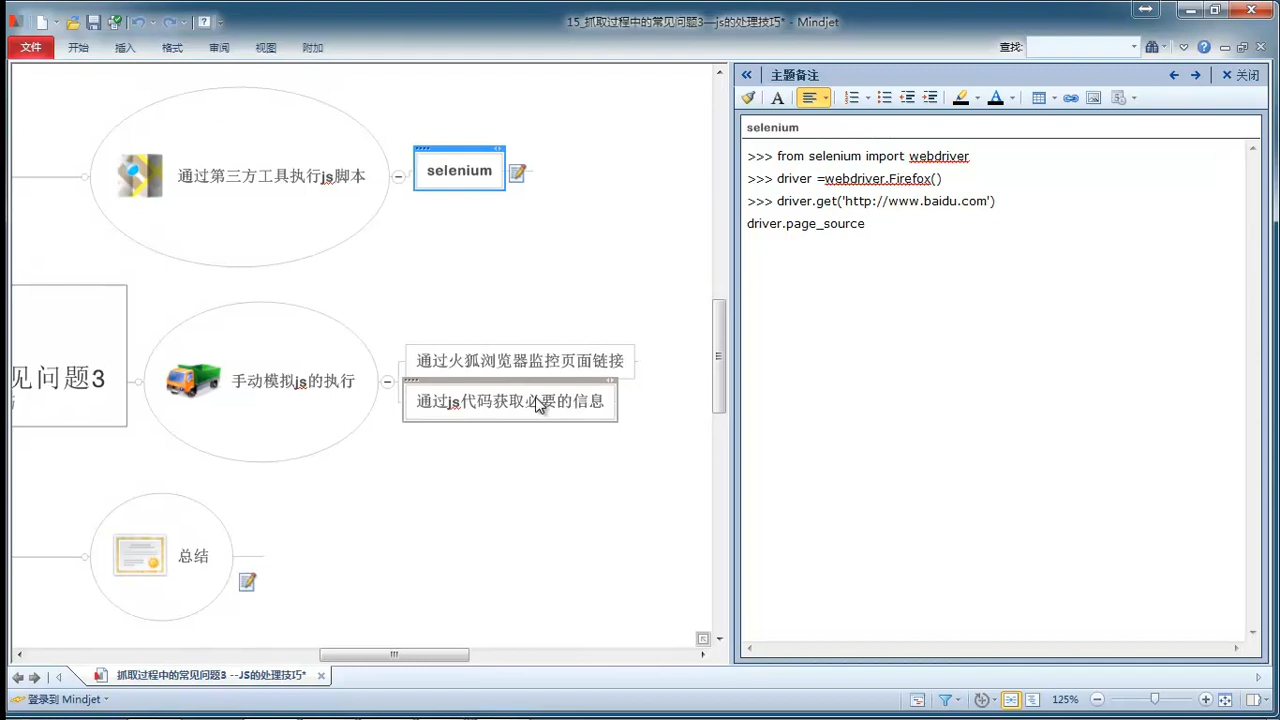 15_抓取过程中的常见问题3—js的处理技巧* - Mindjet
文件 开始 插入 格式 审阅 视图 附加 查找:
主题备注 关闭
selenium
>>> from selenium import webdriver
>>> driver =webdriver.Firefox()
>>> driver.get('http://www.baidu.com')
driver.page_source
通过第三方工具执行js脚本
selenium
见问题3
手动模拟js的执行
通过火狐浏览器监控页面链接
通过js代码获取必要的信息
总结
抓取过程中的常见问题3 --JS的处理技巧*
登录到 Mindjet
125%